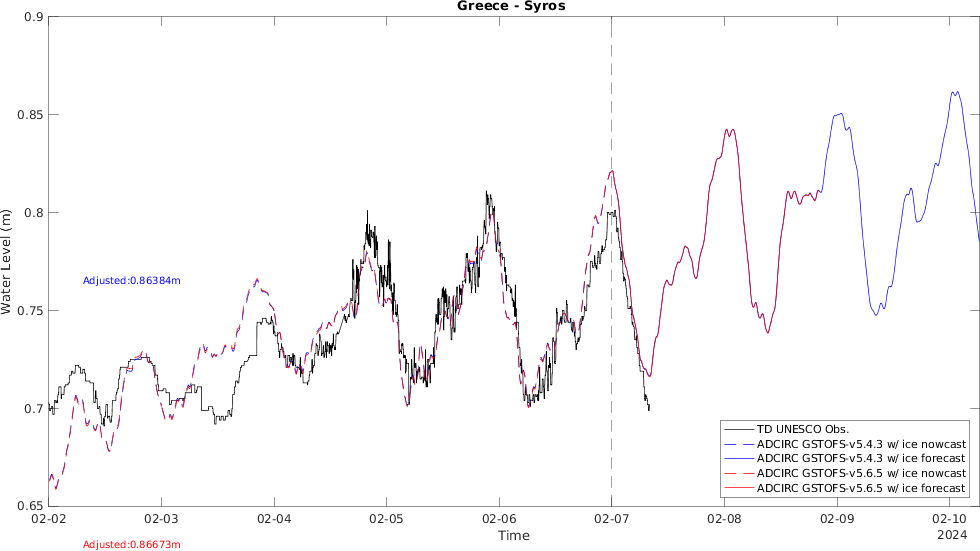 Greece - Syros
0.9
0.85
0.8
0.75
0.7
0.65
Water Level (m)
Adjusted:0.86384m
TD UNESCO Obs.
ADCIRC GSTOFS-v5.4.3 w/ ice nowcast
ADCIRC GSTOFS-v5.4.3 w/ ice forecast
ADCIRC GSTOFS-v5.6.5 w/ ice nowcast
ADCIRC GSTOFS-v5.6.5 w/ ice forecast
02-02 02-03 02-04 02-05 02-06 02-07 02-08 02-09 02-10
Time
2024
Adjusted:0.86673m